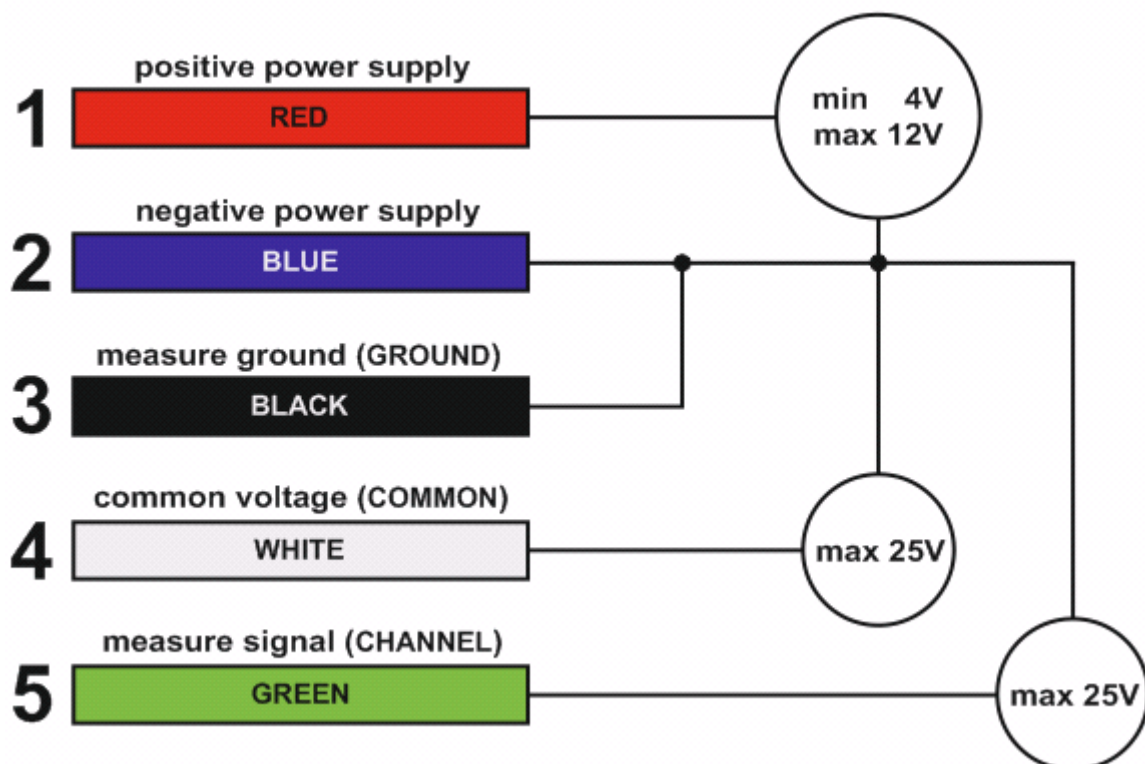 positive power supply
1
RED
min 4V
max 12V
negative power supply
2
BLUE
measure ground (GROUND)
3
BLACK
common voltage (COMMON)
4
WHITE
max 25V
measure signal (CHANNEL)
5
GREEN
max 25V